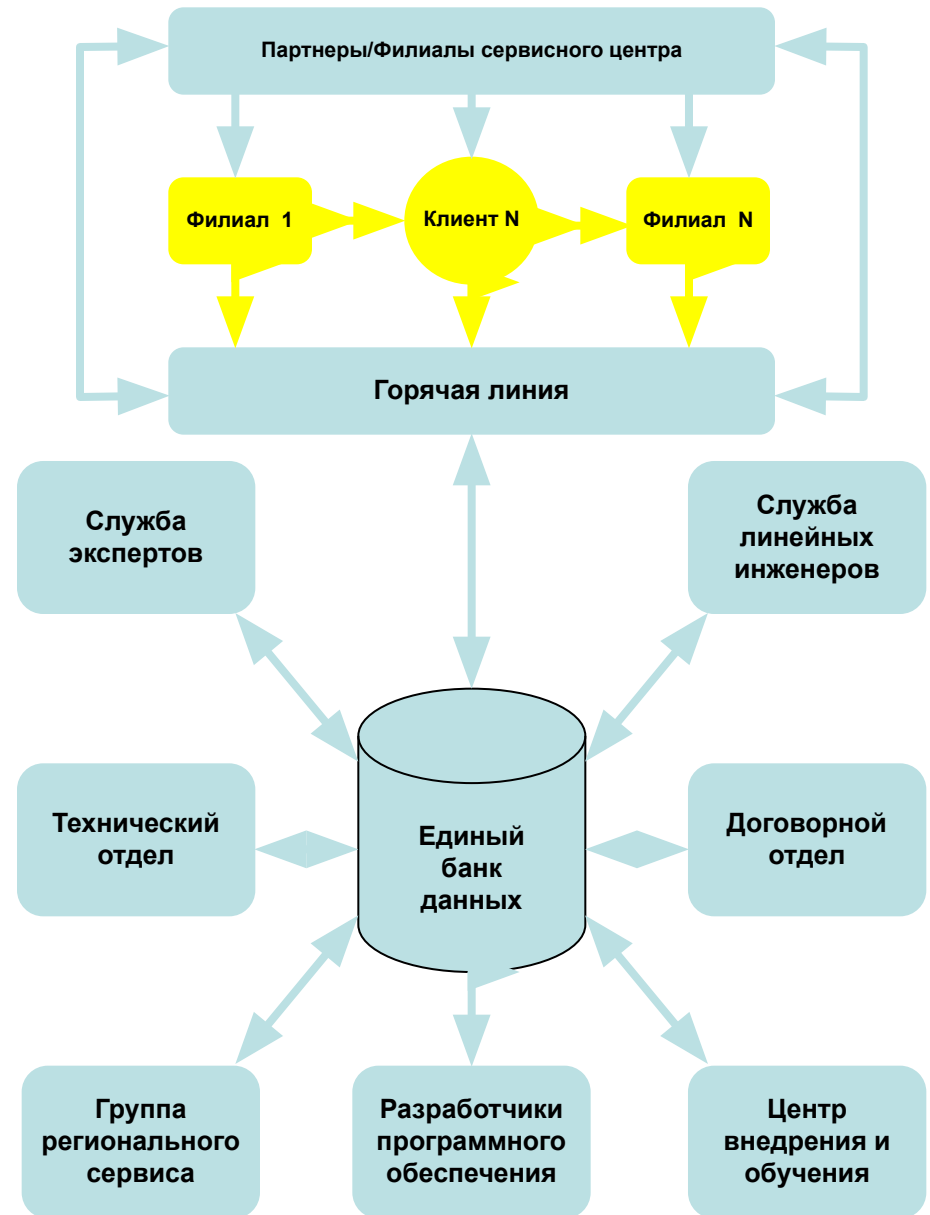 Партнеры/Филиалы сервисного центра
Филиал 1
Клиент N
Филиал N
Горячая линия
Служба
экспертов
Служба
линейных
инженеров
Технический
отдел
Единый
банк
данных
Договорной
отдел
Группа
регионального
сервиса
Разработчики
программного
обеспечения
Центр
внедрения и
обучения